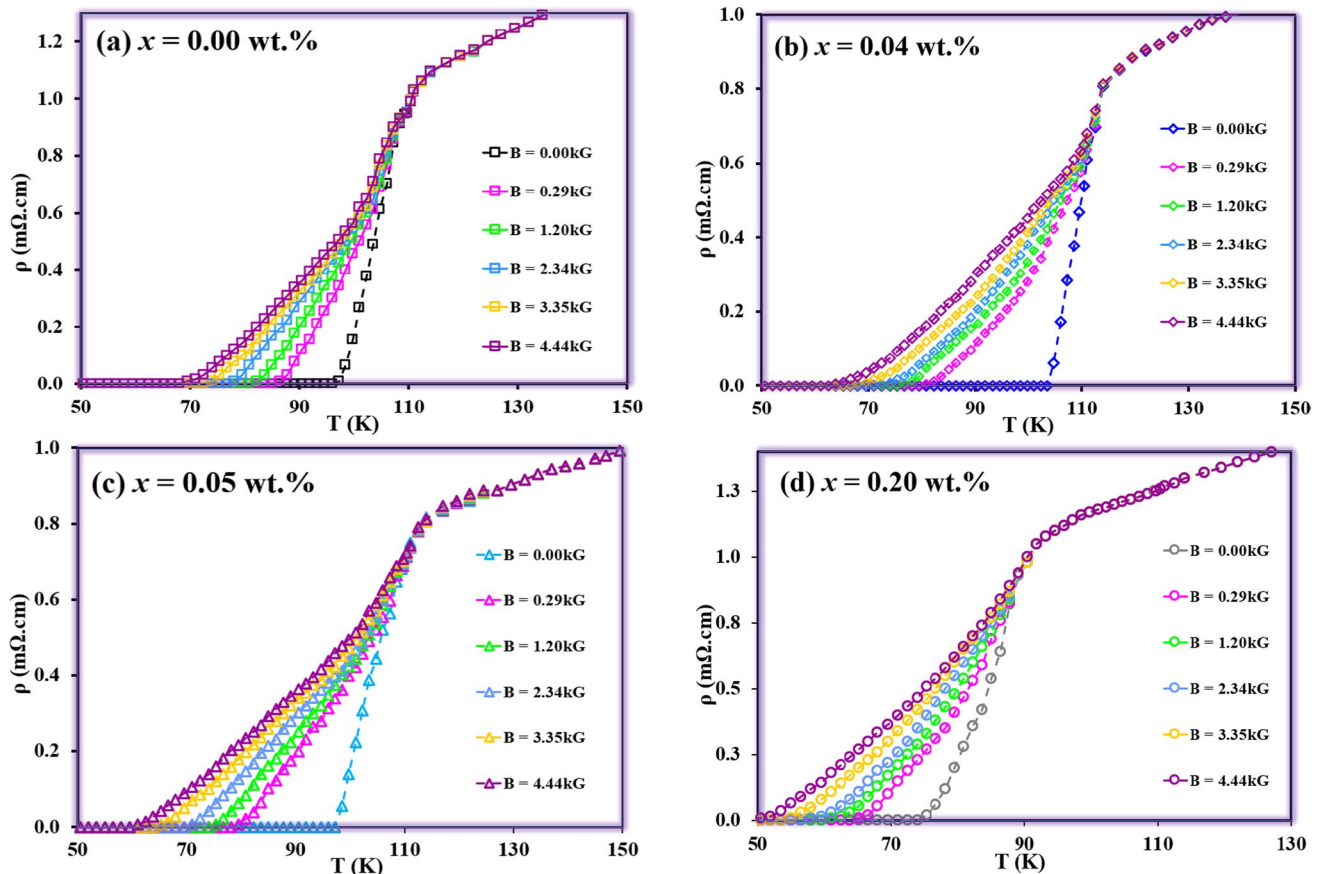 (a) x = 0.00 wt.%
ρ (mΩ.cm)
1.2
1.0
0.8
0.6
0.4
0.2
0.0
B = 0.00kG
B = 0.29kG
B = 1.20kG
B = 2.34kG
B = 3.35kG
B = 4.44kG
50 70 90 110 130 150
T (K)
(b) x = 0.04 wt.%
ρ (mΩ.cm)
1.0
0.8
0.6
0.4
0.2
0.0
B = 0.00kG
B = 0.29kG
B = 1.20kG
B = 2.34kG
B = 3.35kG
B = 4.44kG
50 70 90 110 130 150
T (K)
(c) x = 0.05 wt.%
ρ (mΩ.cm)
1.0
0.8
0.6
0.4
0.2
0.0
B = 0.00kG
B = 0.29kG
B = 1.20kG
B = 2.34kG
B = 3.35kG
B = 4.44kG
50 70 90 110 130 150
T (K)
(d) x = 0.20 wt.%
ρ (mΩ.cm)
1.3
1.0
0.8
0.5
0.3
0.0
B = 0.00kG
B = 0.29kG
B = 1.20kG
B = 2.34kG
B = 3.35kG
B = 4.44kG
50 70 90 110 130
T (K)